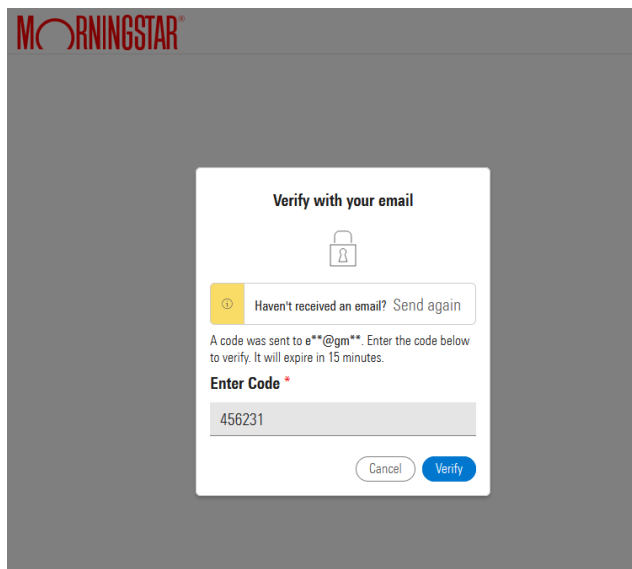 MORNINGSTAR®
Verify with your email
Haven't received an email? Send again
A code was sent to e**@gm**. Enter the code below
to verify. It will expire in 15 minutes.
Enter Code *
456231
Cancel Verify